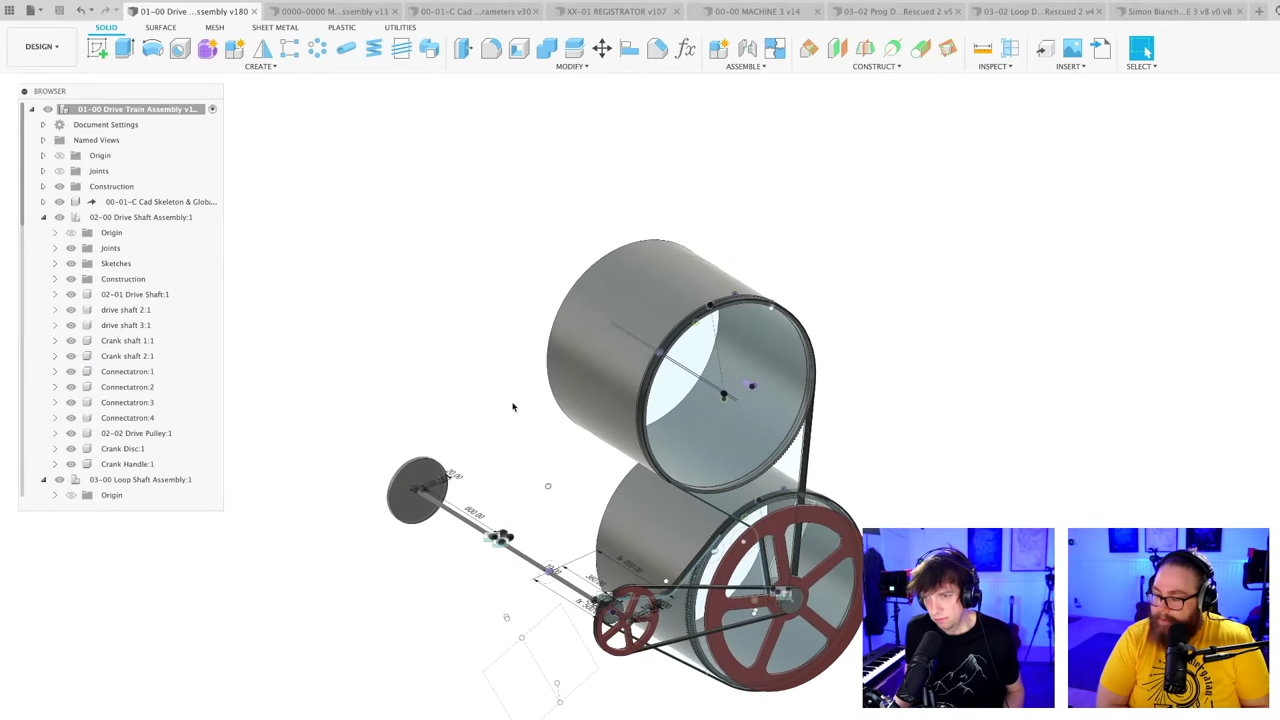 01-00 Drive ...ssembly v180
0000-0000 M...ssembly v11
00-01-C Cad ...rameters v30
XX-01 REGISTRATOR v107
00-00 MACHINE 3 v14
03-02 Prog D...Rescued 2 v5
03-02 Loop D...Rescued 2 v4
Simon Bianch...E 3 v8 v0 v8
SOLID
SURFACE
MESH
SHEET METAL
PLASTIC
UTILITIES
DESIGN
CREATE
MODIFY
ASSEMBLE
CONSTRUCT
INSPECT
INSERT
SELECT
BROWSER
01-00 Drive Train Assembly v1...
Document Settings
Named Views
Origin
Joints
Construction
00-01-C Cad Skeleton & Glob...
02-00 Drive Shaft Assembly:1
Origin
Joints
Sketches
Construction
02-01 Drive Shaft:1
drive shaft 2:1
drive shaft 3:1
Crank shaft 1:1
Crank shaft 2:1
Connectatron:1
Connectatron:2
Connectatron:3
Connectatron:4
02-02 Drive Pulley:1
Crank Disc:1
Crank Handle:1
03-00 Loop Shaft Assembly:1
Origin
600.00
fx 600.00